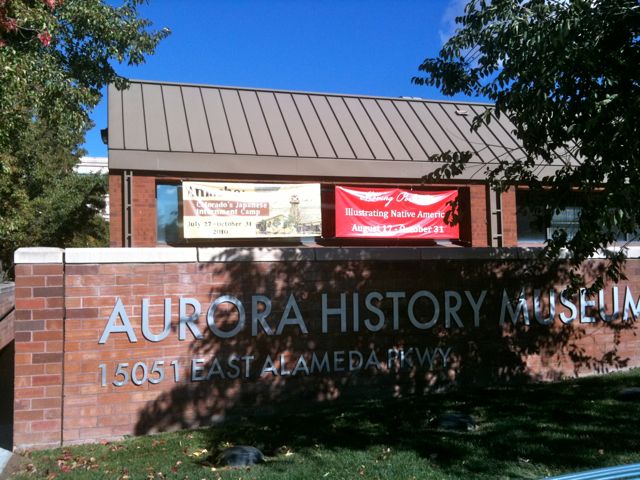 Colorado's Japanese
Internment Camp
July 27 - October 31
2010
Illustrating Native Americ
August 17 - October 31
AURORA HISTORY MUSEUM
15051 EAST ALAMEDA PKWY